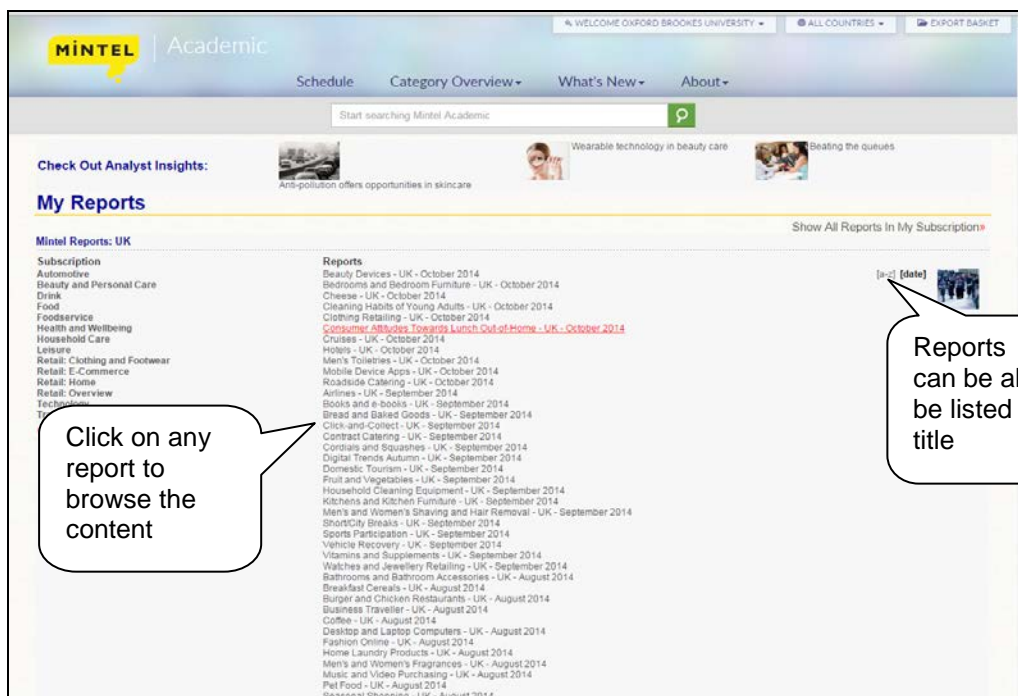 WELCOME OXFORD BROOKES UNIVERSITY
ALL COUNTRIES
EXPORT BASKET
MiNTEL
Academic
Schedule
Category Overview
What's New
About
Start searching Mintel Academic
Check Out Analyst Insights:
Anti-pollution offers opportunities in skincare
Wearable technology in beauty care
Beating the queues
My Reports
Show All Reports In My Subscription»
Mintel Reports: UK
Subscription
Automotive
Beauty and Personal Care
Drink
Food
Foodservice
Health and Wellbeing
Household Care
Leisure
Retail: Clothing and Footwear
Retail: E-Commerce
Retail: Home
Retail: Overview
Technology
Click on any
report to
browse the
content
Reports
Beauty Devices - UK - October 2014
Bedrooms and Bedroom Furniture - UK - October 2014
Cheese - UK - October 2014
Cleaning Habits of Young Adults - UK - October 2014
Clothing Retailing - UK - October 2014
Consumer Attitudes Towards Lunch Out-of-Home - UK - October 2014
Cruises - UK - October 2014
Hotels - UK - October 2014
Men's Toiletries - UK - October 2014
Mobile Device Apps - UK - October 2014
Roadside Catering - UK - October 2014
Airlines - UK - September 2014
Books and e-books - UK - September 2014
Bread and Baked Goods - UK - September 2014
Click-and-Collect - UK - September 2014
Contract Catering - UK - September 2014
Cordials and Squashes - UK - September 2014
Digital Trends Autumn - UK - September 2014
Domestic Tourism - UK - September 2014
Fruit and Vegetables - UK - September 2014
Household Cleaning Equipment - UK - September 2014
Kitchens and Kitchen Furniture - UK - September 2014
Men's and Women's Shaving and Hair Removal - UK - September 2014
Short/City Breaks - UK - September 2014
Sports Participation - UK - September 2014
Vehicle Recovery - UK - September 2014
Vitamins and Supplements - UK - September 2014
Watches and Jewellery Retailing - UK - September 2014
Bathrooms and Bathroom Accessories - UK - August 2014
Breakfast Cereals - UK - August 2014
Burger and Chicken Restaurants - UK - August 2014
Business Traveller - UK - August 2014
Coffee - UK - August 2014
Desktop and Laptop Computers - UK - August 2014
Fashion Online - UK - August 2014
Home Laundry Products - UK - August 2014
Men's and Women's Fragrances - UK - August 2014
Music and Video Purchasing - UK - August 2014
Pet Food - UK - August 2014
Seasonal Shopping - UK - August 2014
[a-z] [date]
Reports
can be al
be listed
title